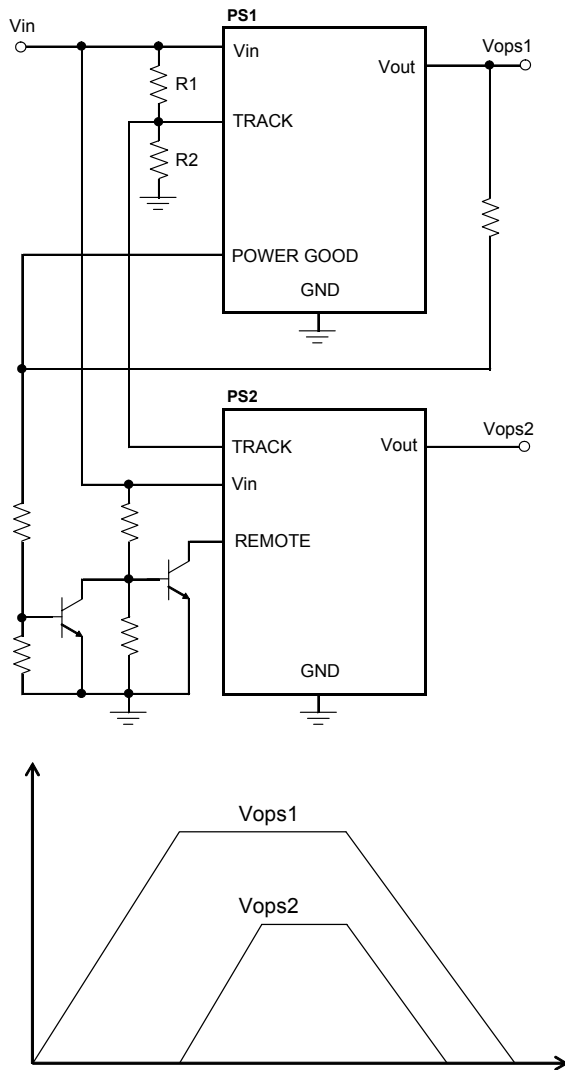 PS1
Vin
Vops1
Vin
Vout
R1
TRACK
R2
POWER GOOD
GND
PS2
Vops2
TRACK
Vout
Vin
REMOTE
GND
Vops1
Vops2